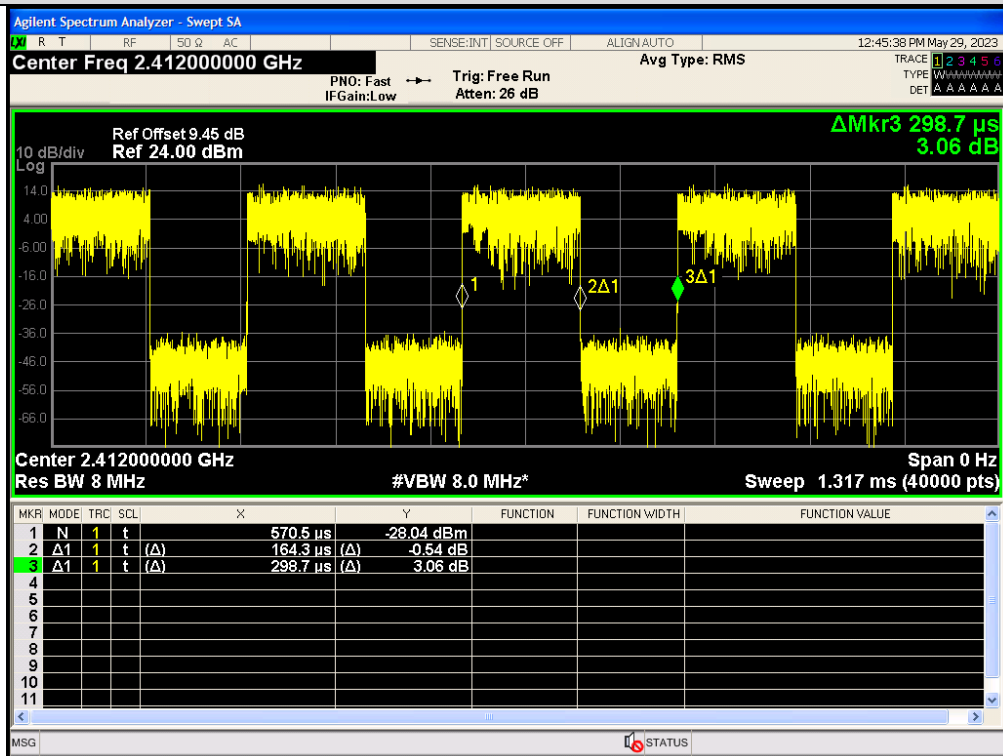 Agilent Spectrum Analyzer - Swept SA
LXI R T RF 50 Ω AC SENSE:INT SOURCE OFF ALIGN AUTO 12:45:38 PM May 29, 2023
Center Freq 2.412000000 GHz Avg Type: RMS TRACE 1 2 3 4 5 6
PNO: Fast Trig: Free Run TYPE W
IFGain:Low Atten: 26 dB DET A A A A A A
ΔMkr3 298.7 µs
3.06 dB
Ref Offset 9.45 dB
10 dB/div Ref 24.00 dBm
Log
14.0
4.00
-6.00
-16.0
-26.0
-36.0
-46.0
-56.0
-66.0
1
2Δ1
3Δ1
Center 2.412000000 GHz Span 0 Hz
Res BW 8 MHz #VBW 8.0 MHz* Sweep 1.317 ms (40000 pts)
MKR MODE TRC SCL X Y FUNCTION FUNCTION WIDTH FUNCTION VALUE
1 N 1 t 570.5 µs -28.04 dBm
2 Δ1 1 t (Δ) 164.3 µs (Δ) -0.54 dB
3 Δ1 1 t (Δ) 298.7 µs (Δ) 3.06 dB
4
5
6
7
8
9
10
11
MSG STATUS